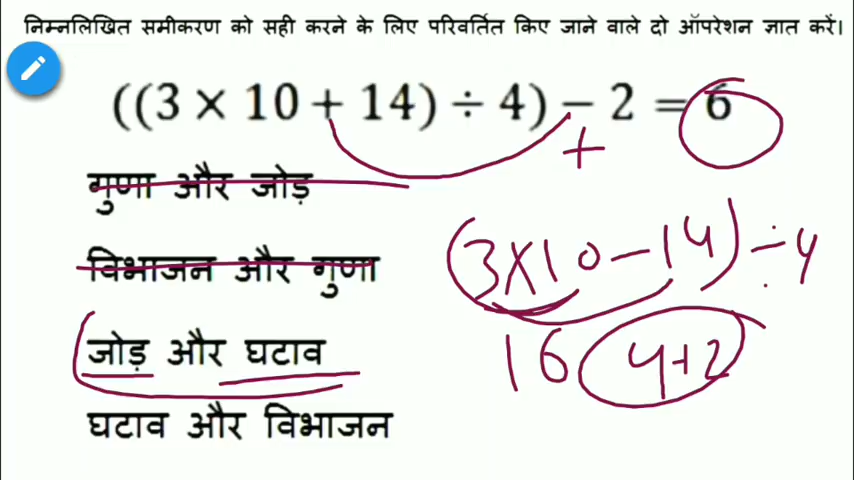 निम्नलिखित समीकरण को सही करने के लिए परिवर्तित किए जाने वाले दो ऑपरेशन ज्ञात करें।
((3 × 10 + 14) ÷ 4) − 2 = 6
+
गुणा और जोड़
(3×10−14)÷4
विभाजन और गुणा
जोड़ और घटाव
16 4+2
घटाव और विभाजन